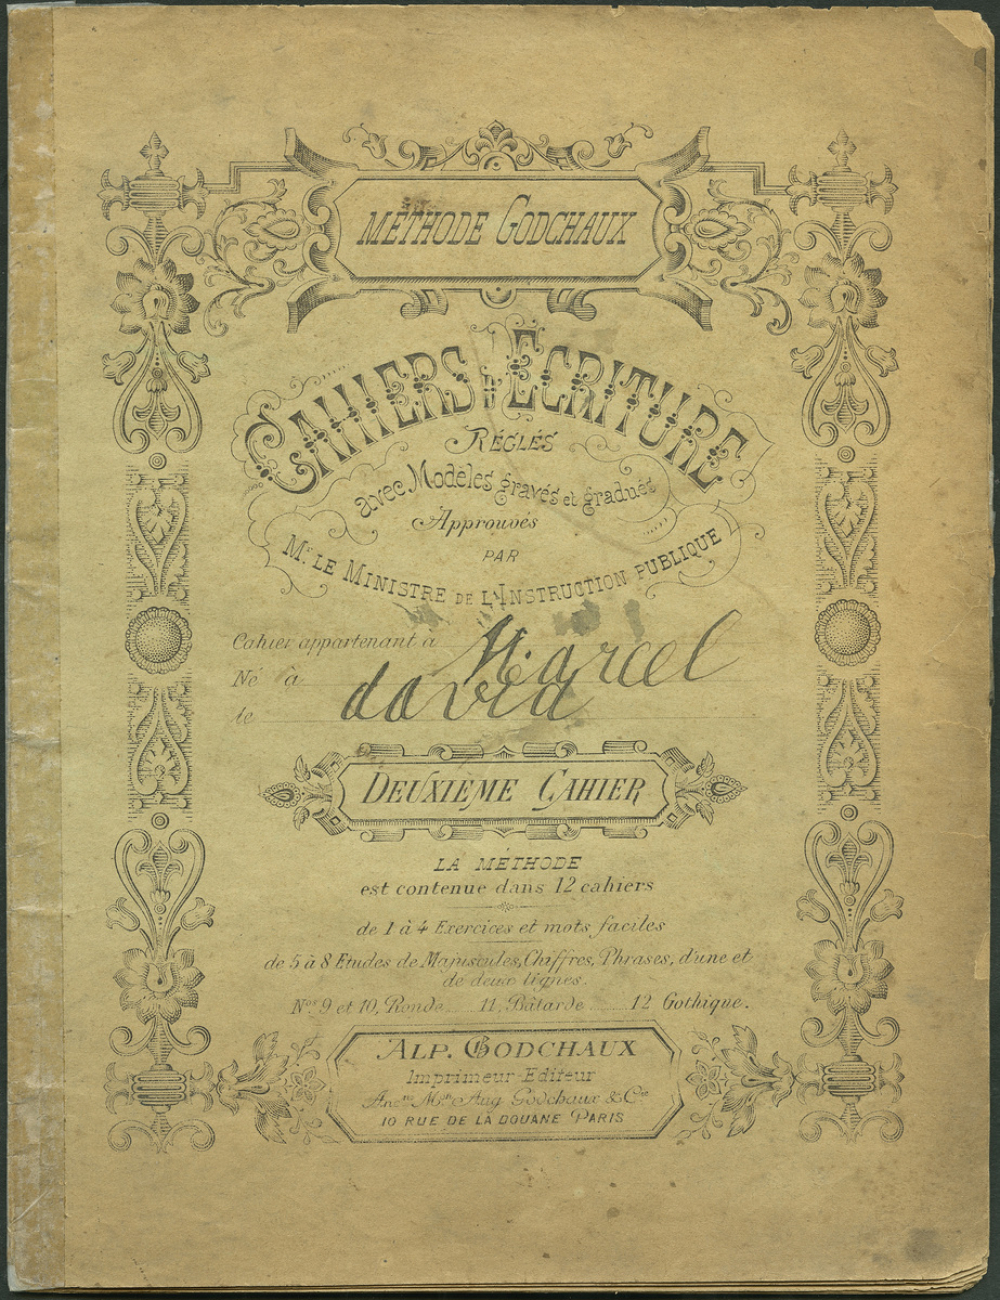 MÉTHODE GODCHAUX
CAHIERS D'ÉCRITURE
RÉGLÉS
avec Modèles gravés et gradués
Approuvés
PAR
Mr. LE MINISTRE DE L'INSTRUCTION PUBLIQUE
Cahier appartenant à Marcel
Né à david
le
DEUXIÈME CAHIER
LA MÉTHODE
est contenue dans 12 cahiers
de 1 à 4 Exercices et mots faciles
de 5 à 8 Etudes de Majuscules, Chiffres, Phrases, d'une et
de deux lignes.
Nos. 9 et 10, Ronde 11, Bâtarde 12 Gothique.
ALP. GODCHAUX
Imprimeur-Editeur
Ancne Mon Aug Godchaux & Cie
10 RUE DE LA DOUANE PARIS